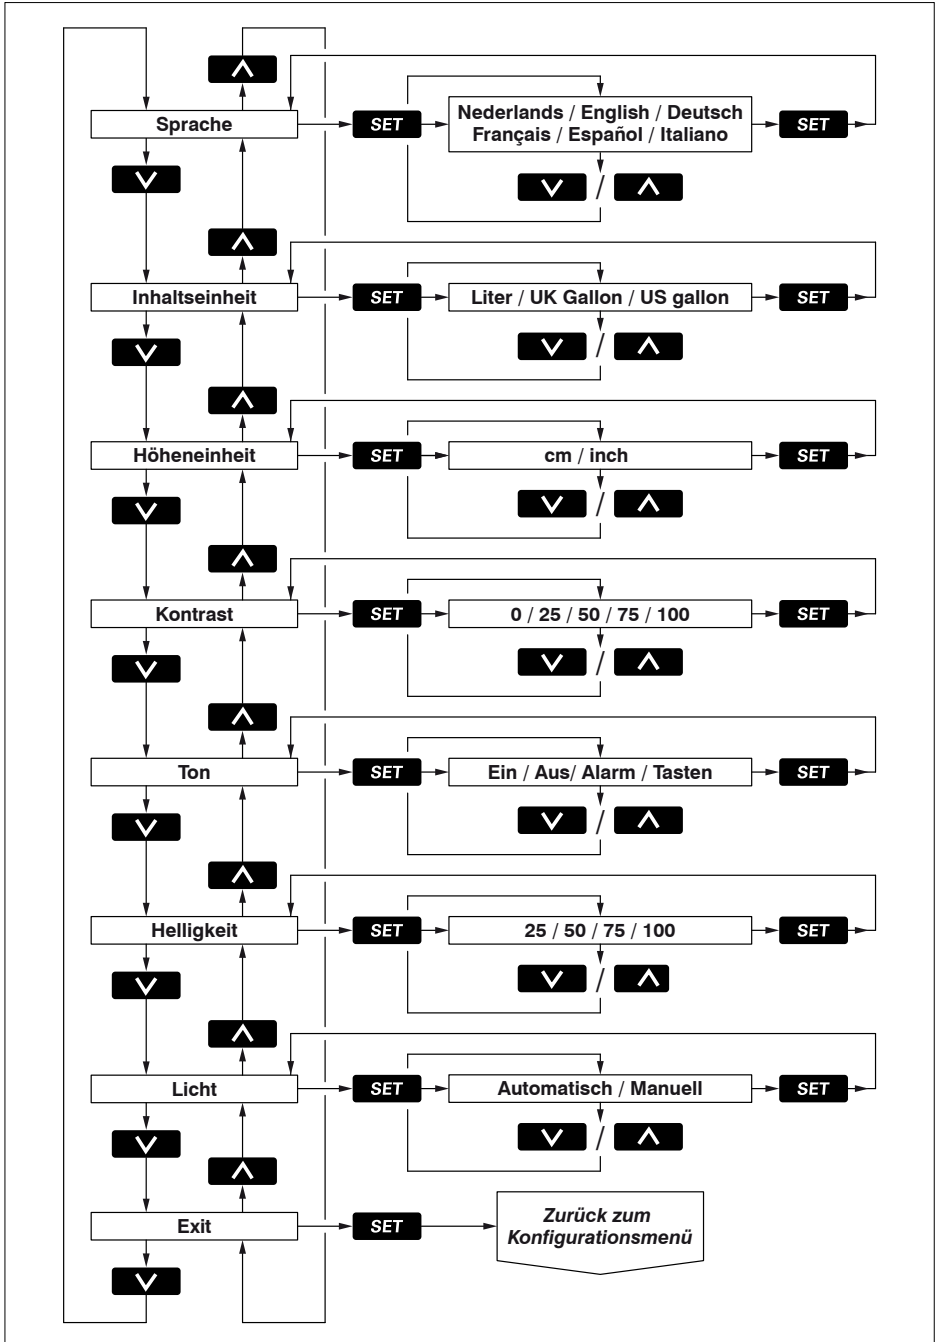 Sprache
SET
Nederlands / English / Deutsch
Français / Español / Italiano
SET
/
Inhaltseinheit
SET
Liter / UK Gallon / US gallon
SET
/
Höheneinheit
SET
cm / inch
SET
/
Kontrast
SET
0 / 25 / 50 / 75 / 100
SET
/
Ton
SET
Ein / Aus/ Alarm / Tasten
SET
/
Helligkeit
SET
25 / 50 / 75 / 100
SET
/
Licht
SET
Automatisch / Manuell
SET
/
Exit
SET
Zurück zum
Konfigurationsmenü